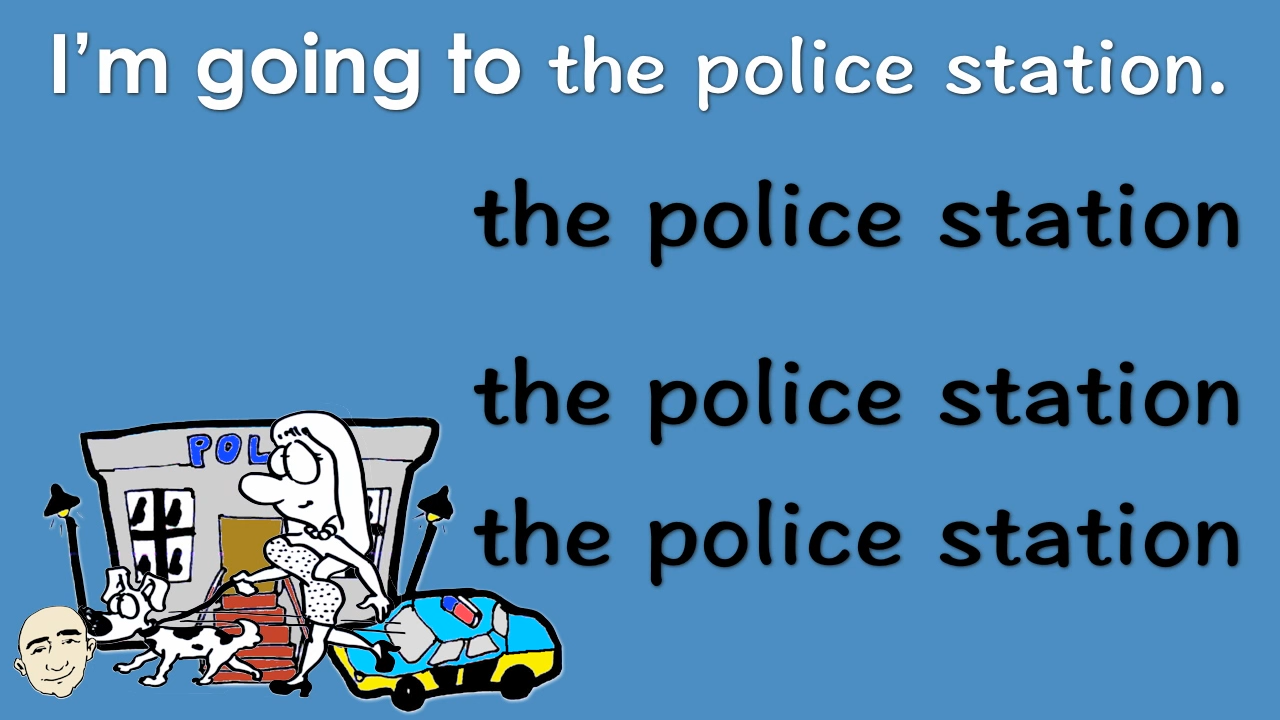 I'm going to the police station.
the police station
the police station
the police station
POL